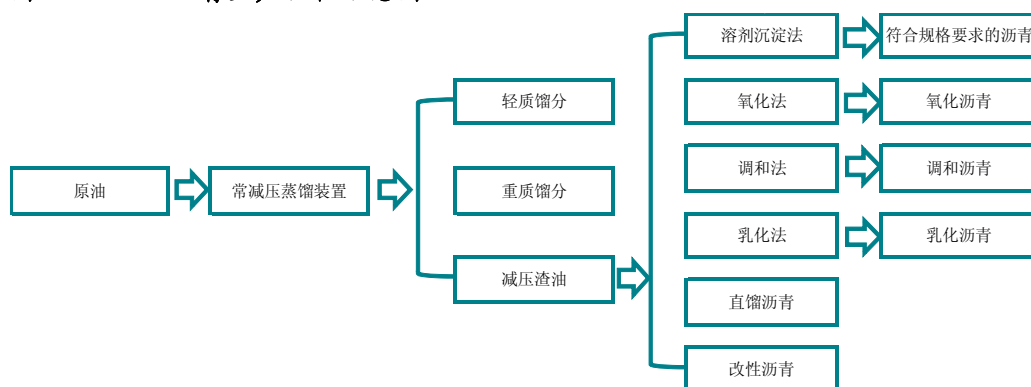 溶剂沉淀法
符合规格要求的沥青
轻质馏分
氧化法
氧化沥青
原油
常减压蒸馏装置
重质馏分
调和法
调和沥青
乳化法
乳化沥青
减压渣油
直馏沥青
改性沥青